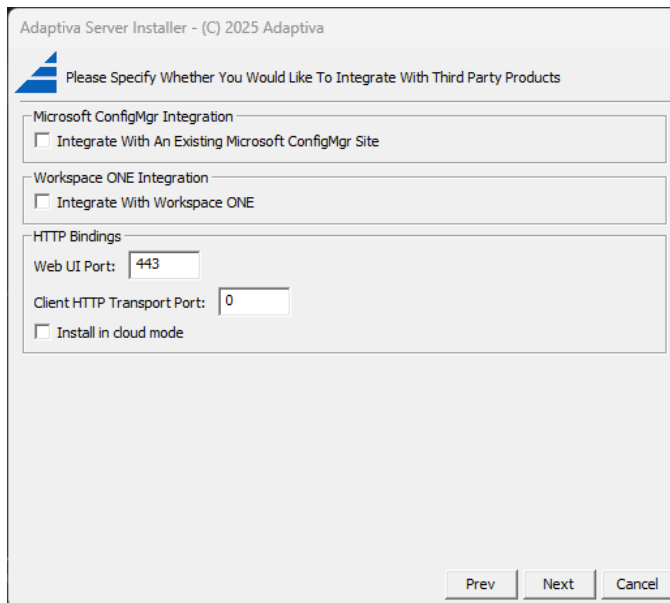 Adaptiva Server Installer - (C) 2025 Adaptiva
Please Specify Whether You Would Like To Integrate With Third Party Products
Microsoft ConfigMgr Integration
Integrate With An Existing Microsoft ConfigMgr Site
Workspace ONE Integration
Integrate With Workspace ONE
HTTP Bindings
Web UI Port: 443
Client HTTP Transport Port: 0
Install in cloud mode
Prev Next Cancel